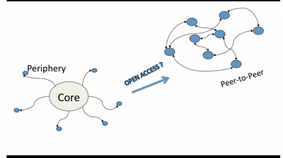 Periphery
Core
OPEN ACCESS ?
Peer-to-Peer